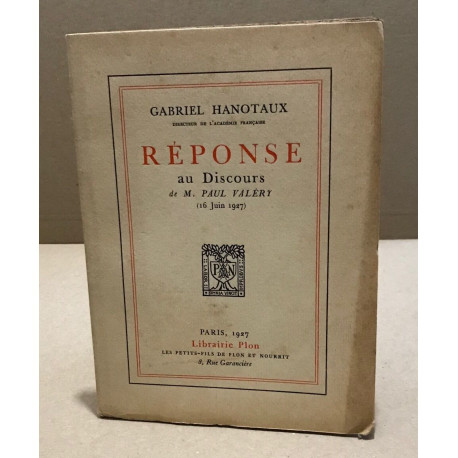 GABRIEL HANOTAUX
DIRECTEUR DE L'ACADÉMIE FRANÇAISE
RÉPONSE
au Discours
de M. PAUL VALÉRY
(16 Juin 1927)
PARIS, 1927
Librairie Plon
LES PETITS-FILS DE PLON ET NOURRIT
8, Rue Garancière